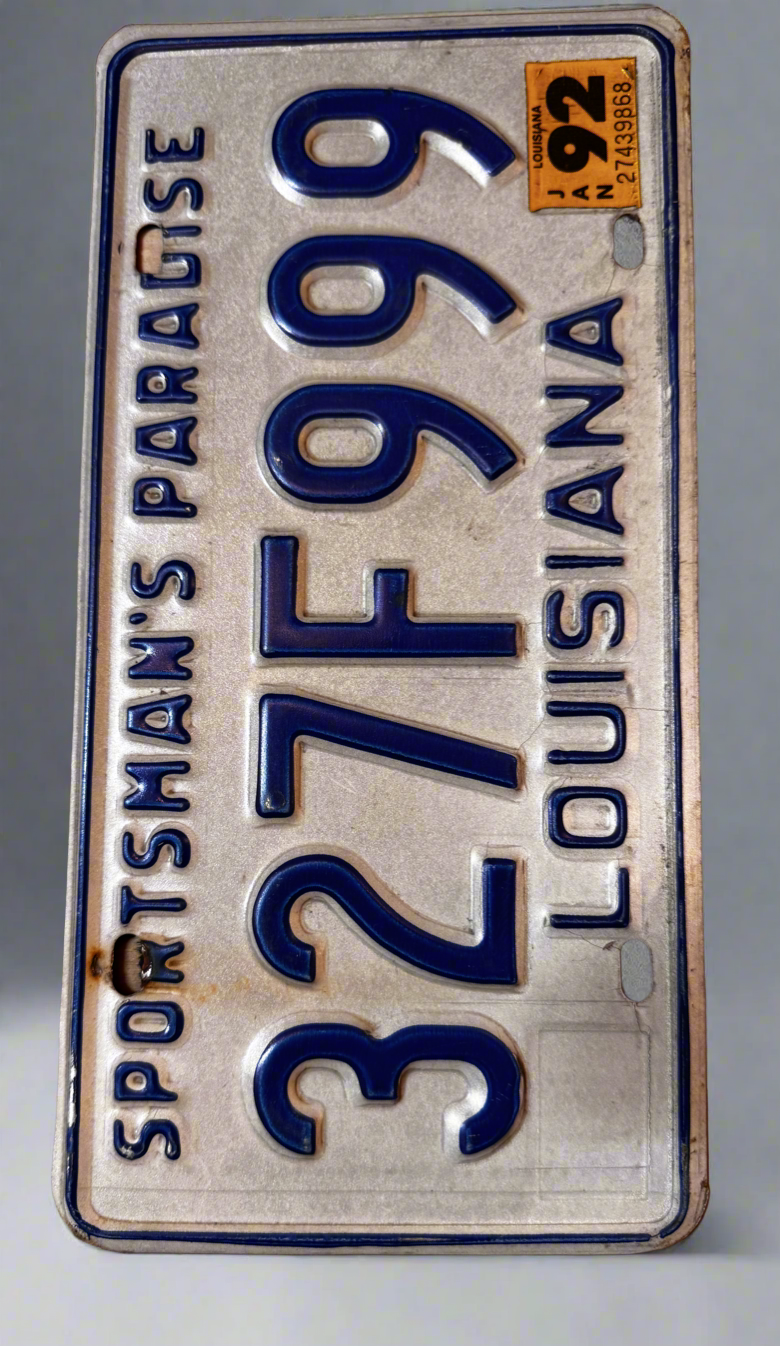 SPORTSMAN'S PARADISE
327F999
LOUISIANA
LOUISIANA
JAN 92
27439868